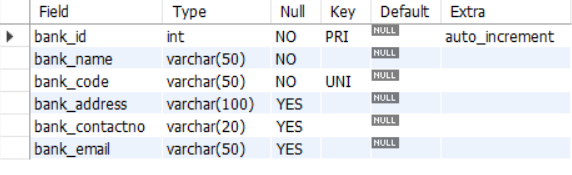 Field Type Null Key Default Extra
bank_id int NO PRI NULL auto_increment
bank_name varchar(50) NO NULL
bank_code varchar(50) NO UNI NULL
bank_address varchar(100) YES NULL
bank_contactno varchar(20) YES NULL
bank_email varchar(50) YES NULL